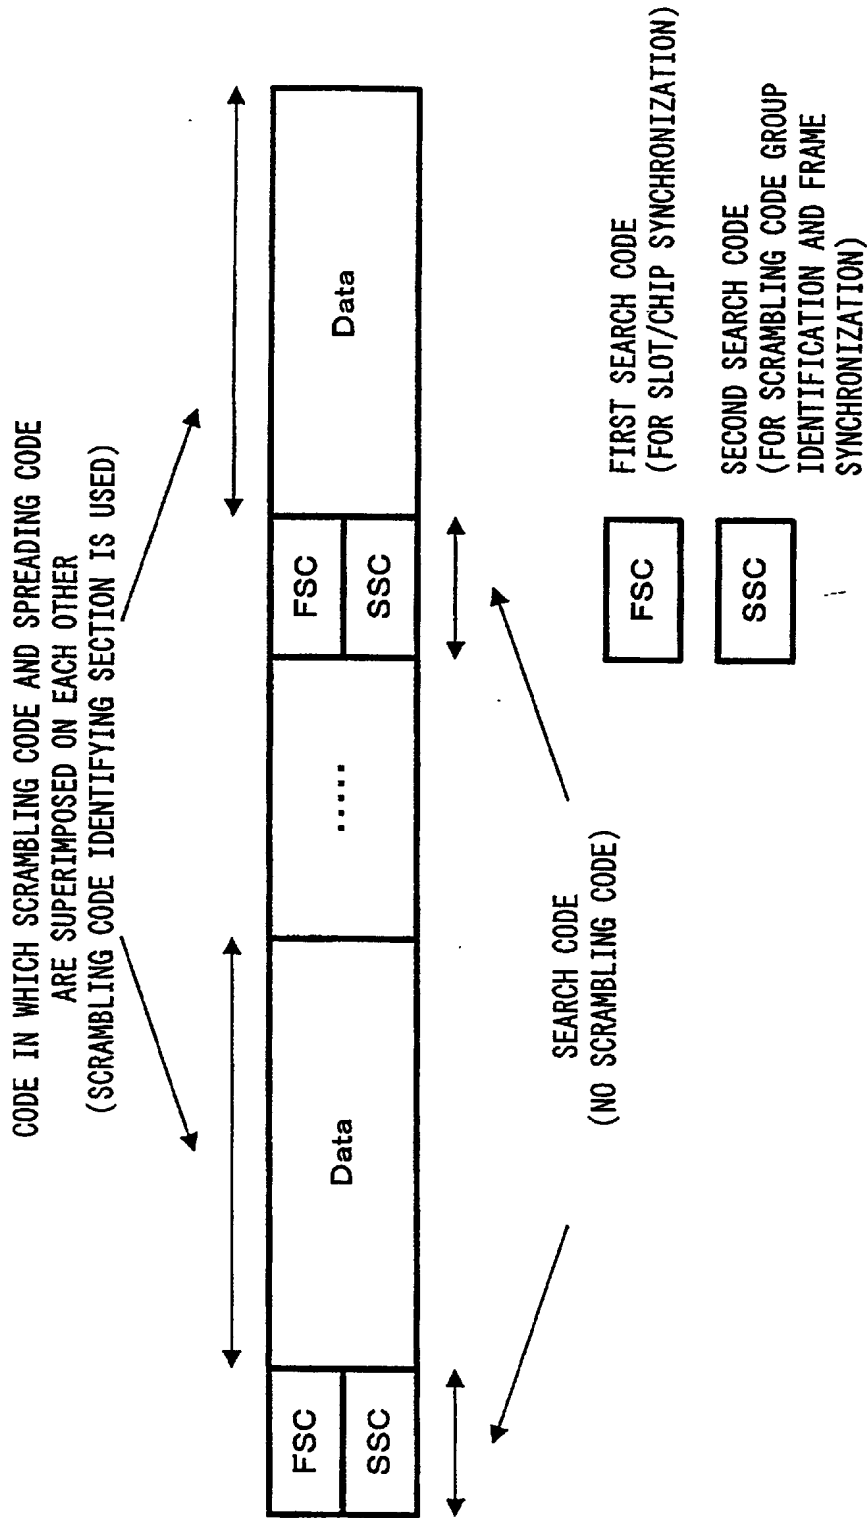 CODE IN WHICH SCRAMBLING CODE AND SPREADING CODE
ARE SUPERIMPOSED ON EACH OTHER
(SCRAMBLING CODE IDENTIFYING SECTION IS USED)
FSC
SSC
Data
.....
FSC
SSC
Data
SEARCH CODE
(NO SCRAMBLING CODE)
FSC
FIRST SEARCH CODE
(FOR SLOT/CHIP SYNCHRONIZATION)
SSC
SECOND SEARCH CODE
(FOR SCRAMBLING CODE GROUP
IDENTIFICATION AND FRAME
SYNCHRONIZATION)